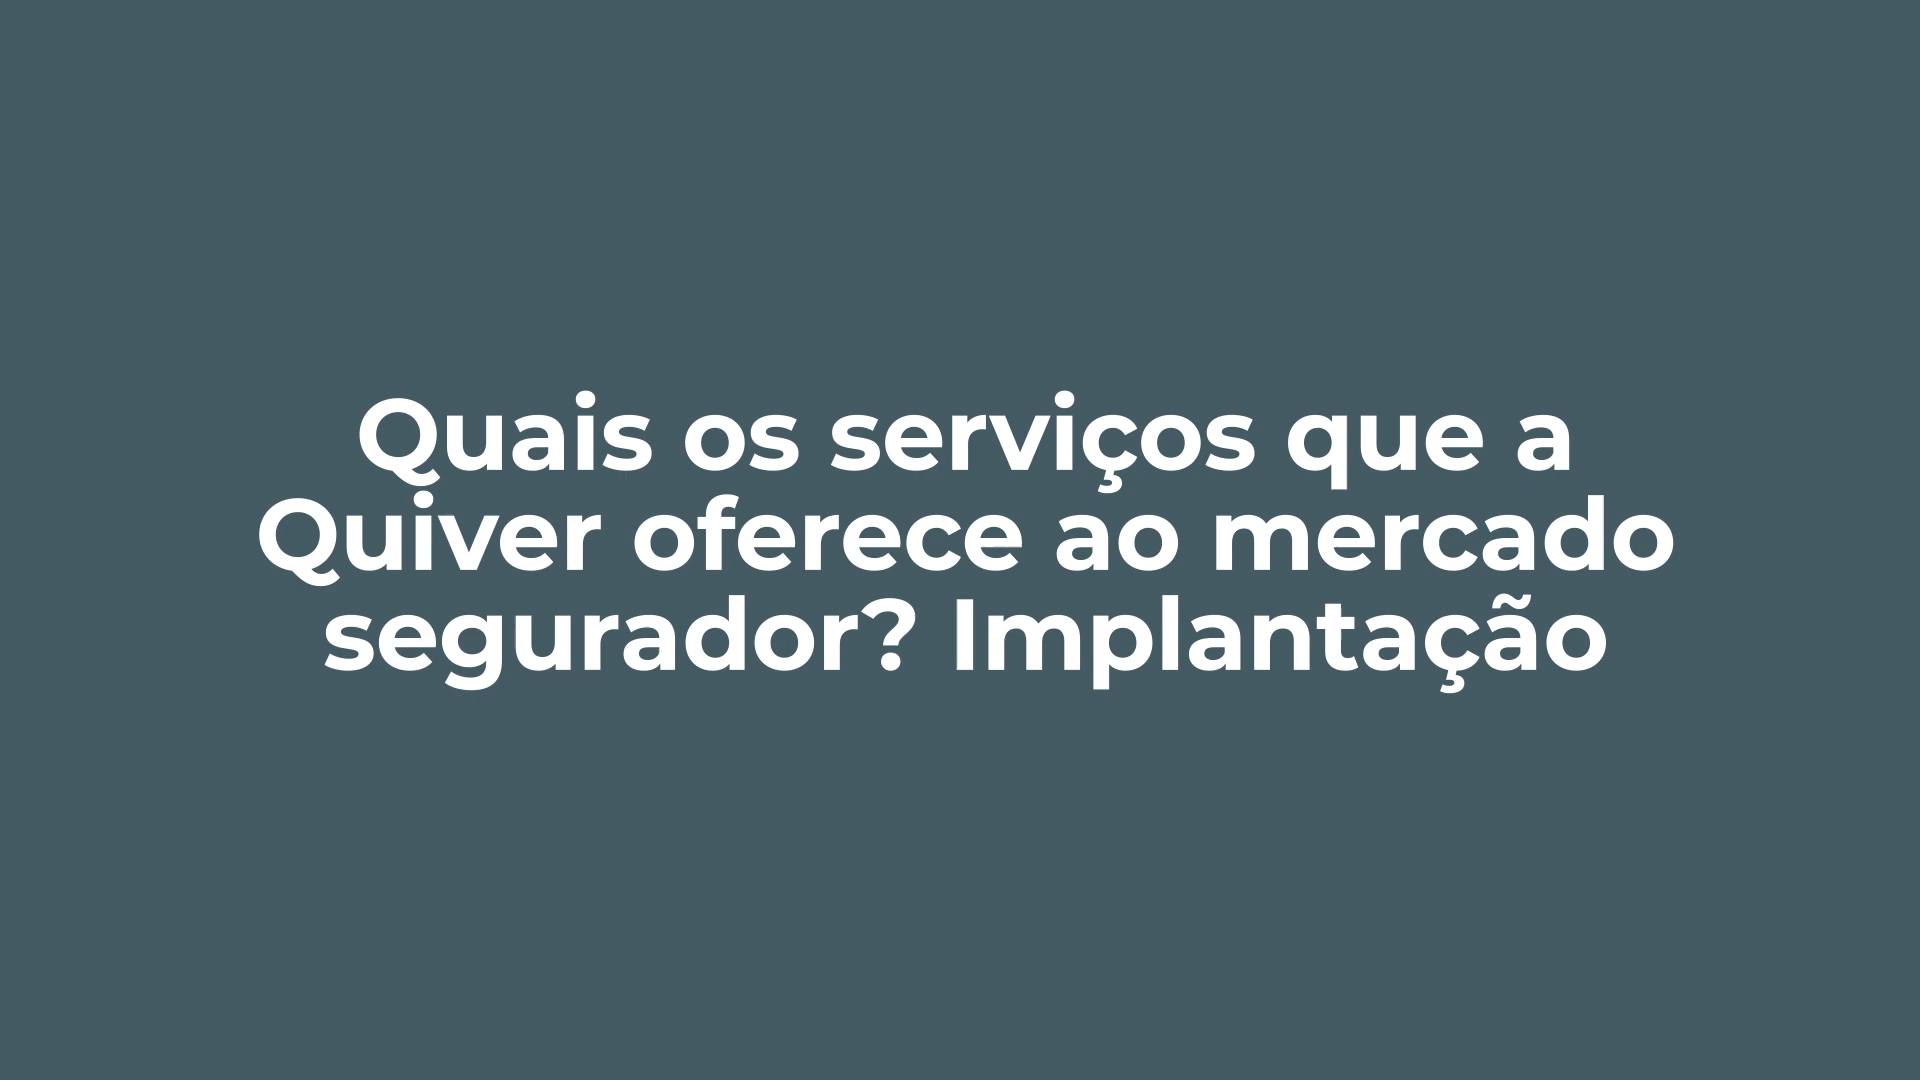 Quais os serviços que a
Quiver oferece ao mercado
segurador? Implantação